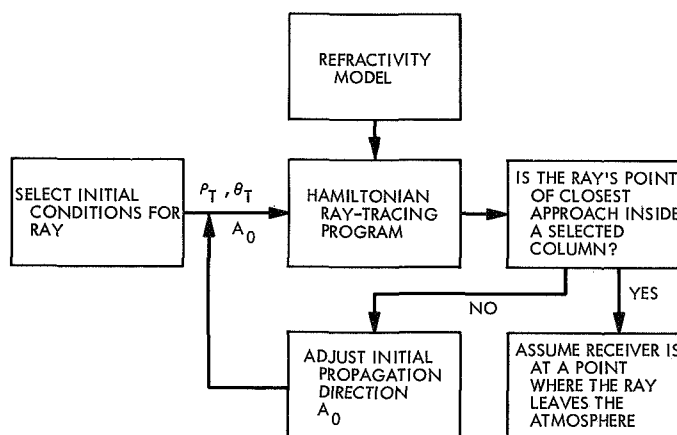 REFRACTIVITY
MODEL
SELECT INITIAL
CONDITIONS FOR
RAY
ρT , θT
A0
HAMILTONIAN
RAY-TRACING
PROGRAM
IS THE RAY'S POINT
OF CLOSEST
APPROACH INSIDE
A SELECTED
COLUMN?
NO
YES
ADJUST INITIAL
PROPAGATION
DIRECTION
A0
ASSUME RECEIVER IS
AT A POINT
WHERE THE RAY
LEAVES THE
ATMOSPHERE